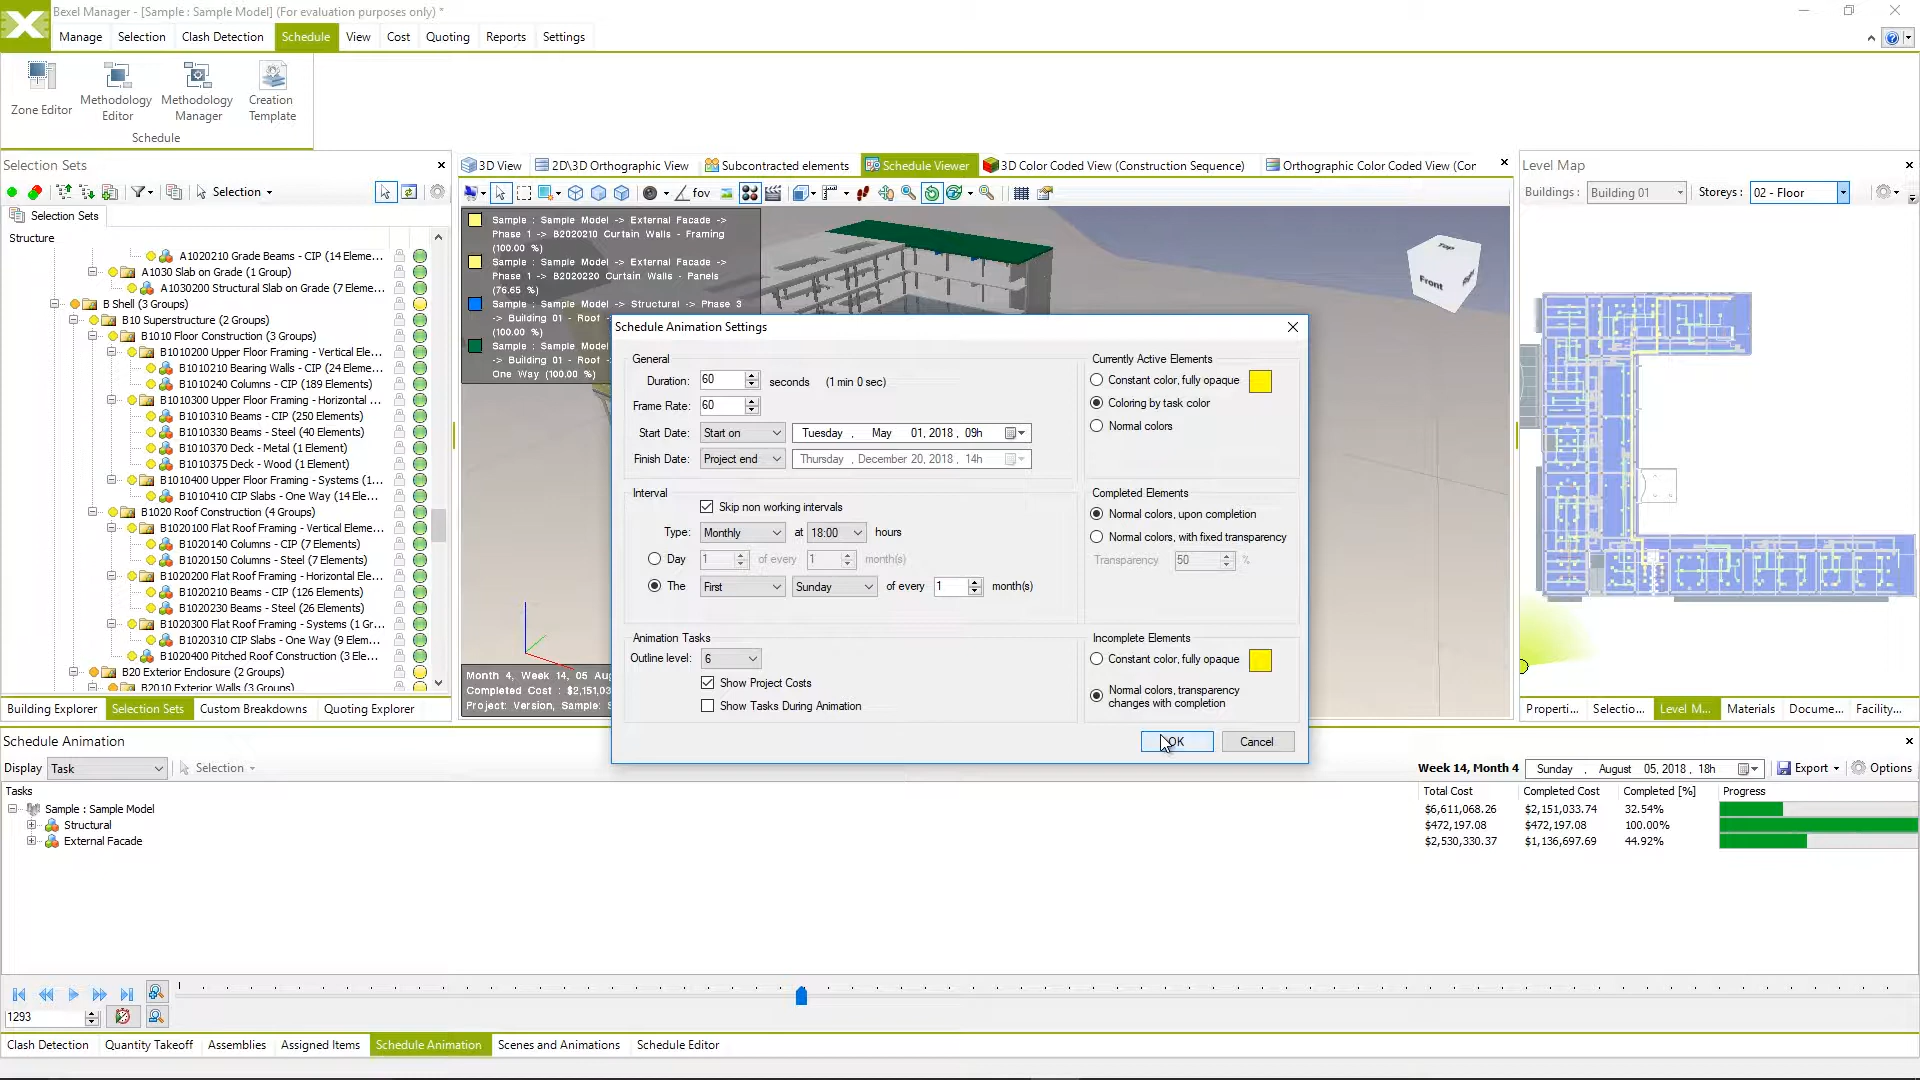 Bexel Manager - [Sample : Sample Model] (For evaluation purposes only) *
Manage
Selection
Clash Detection
Schedule
View
Cost
Quoting
Reports
Settings
Zone Editor
Methodology Editor
Methodology Manager
Creation Template
Schedule
Selection Sets
Selection
Selection Sets
Structure
A1020210 Grade Beams - CIP (14 Eleme...
A1030 Slab on Grade (1 Group)
A1030200 Structural Slab on Grade (7 Eleme...
B Shell (3 Groups)
B10 Superstructure (2 Groups)
B1010 Floor Construction (3 Groups)
B1010200 Upper Floor Framing - Vertical Ele...
B1010210 Bearing Walls - CIP (24 Eleme...
B1010240 Columns - CIP (189 Elements)
B1010300 Upper Floor Framing - Horizontal ...
B1010310 Beams - CIP (250 Elements)
B1010330 Beams - Steel (40 Elements)
B1010370 Deck - Metal (1 Element)
B1010375 Deck - Wood (1 Element)
B1010400 Upper Floor Framing - Systems (1...
B1010410 CIP Slabs - One Way (14 Ele...
B1020 Roof Construction (4 Groups)
B1020100 Flat Roof Framing - Vertical Eleme...
B1020140 Columns - CIP (7 Elements)
B1020150 Columns - Steel (7 Elements)
B1020200 Flat Roof Framing - Horizontal Ele...
B1020210 Beams - CIP (126 Elements)
B1020230 Beams - Steel (26 Elements)
B1020300 Flat Roof Framing - Systems (1 Gr...
B1020310 CIP Slabs - One Way (9 Elem...
B1020400 Pitched Roof Construction (3 Ele...
B20 Exterior Enclosure (2 Groups)
B2010 Exterior Walls (3 Groups)
Building Explorer
Selection Sets
Custom Breakdowns
Quoting Explorer
3D View
2D\3D Orthographic View
Subcontracted elements
Schedule Viewer
3D Color Coded View (Construction Sequence)
Orthographic Color Coded View (Cor
fov
Sample : Sample Model -> External Facade ->
Phase 1 -> B2020210 Curtain Walls - Framing
(100.00 %)
Sample : Sample Model -> External Facade ->
Phase 1 -> B2020220 Curtain Walls - Panels
(76.65 %)
Sample : Sample Model -> Structural -> Phase 3
-> Building 01 - Roof -
(100.00 %)
Sample : Sample Model
-> Building 01 - Roof -
One Way (100.00 %)
Top
Front
Right
Month 4, Week 14, 05 Aug
Completed Cost : $2,151,03
Project: Version, Sample: S
Schedule Animation Settings
General
Duration: 60 seconds (1 min 0 sec)
Frame Rate: 60
Start Date: Start on Tuesday , May 01, 2018 , 09h
Finish Date: Project end Thursday , December 20, 2018 , 14h
Interval
Skip non working intervals
Type: Monthly at 18:00 hours
Day 1 of every 1 month(s)
The First Sunday of every 1 month(s)
Animation Tasks
Outline level: 6
Show Project Costs
Show Tasks During Animation
Currently Active Elements
Constant color, fully opaque
Coloring by task color
Normal colors
Completed Elements
Normal colors, upon completion
Normal colors, with fixed transparency
Transparency 50 %
Incomplete Elements
Constant color, fully opaque
Normal colors, transparency
changes with completion
OK
Cancel
Level Map
Buildings : Building 01 Storeys : 02 - Floor
Properti...
Selectio...
Level M...
Materials
Docume...
Facility...
Schedule Animation
Display Task Selection
Week 14, Month 4 Sunday , August 05, 2018 , 18h Export Options
Tasks Total Cost Completed Cost Completed [%] Progress
Sample : Sample Model $6,611,068.26 $2,151,033.74 32.54%
Structural $472,197.08 $472,197.08 100.00%
External Facade $2,530,330.37 $1,136,697.69 44.92%
1293
Clash Detection
Quantity Takeoff
Assemblies
Assigned Items
Schedule Animation
Scenes and Animations
Schedule Editor